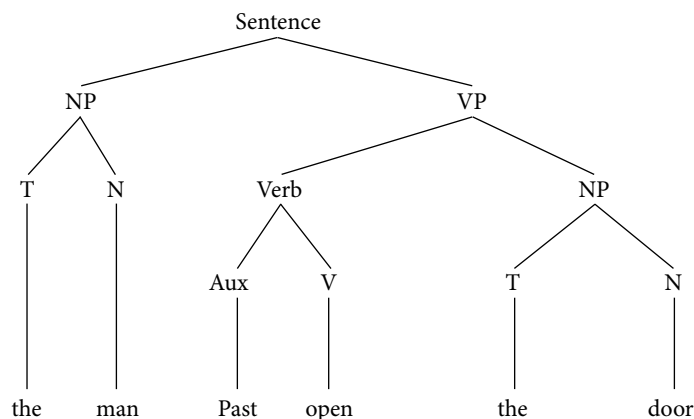 Sentence
NP VP
T N Verb NP
Aux V T N
the man Past open the door